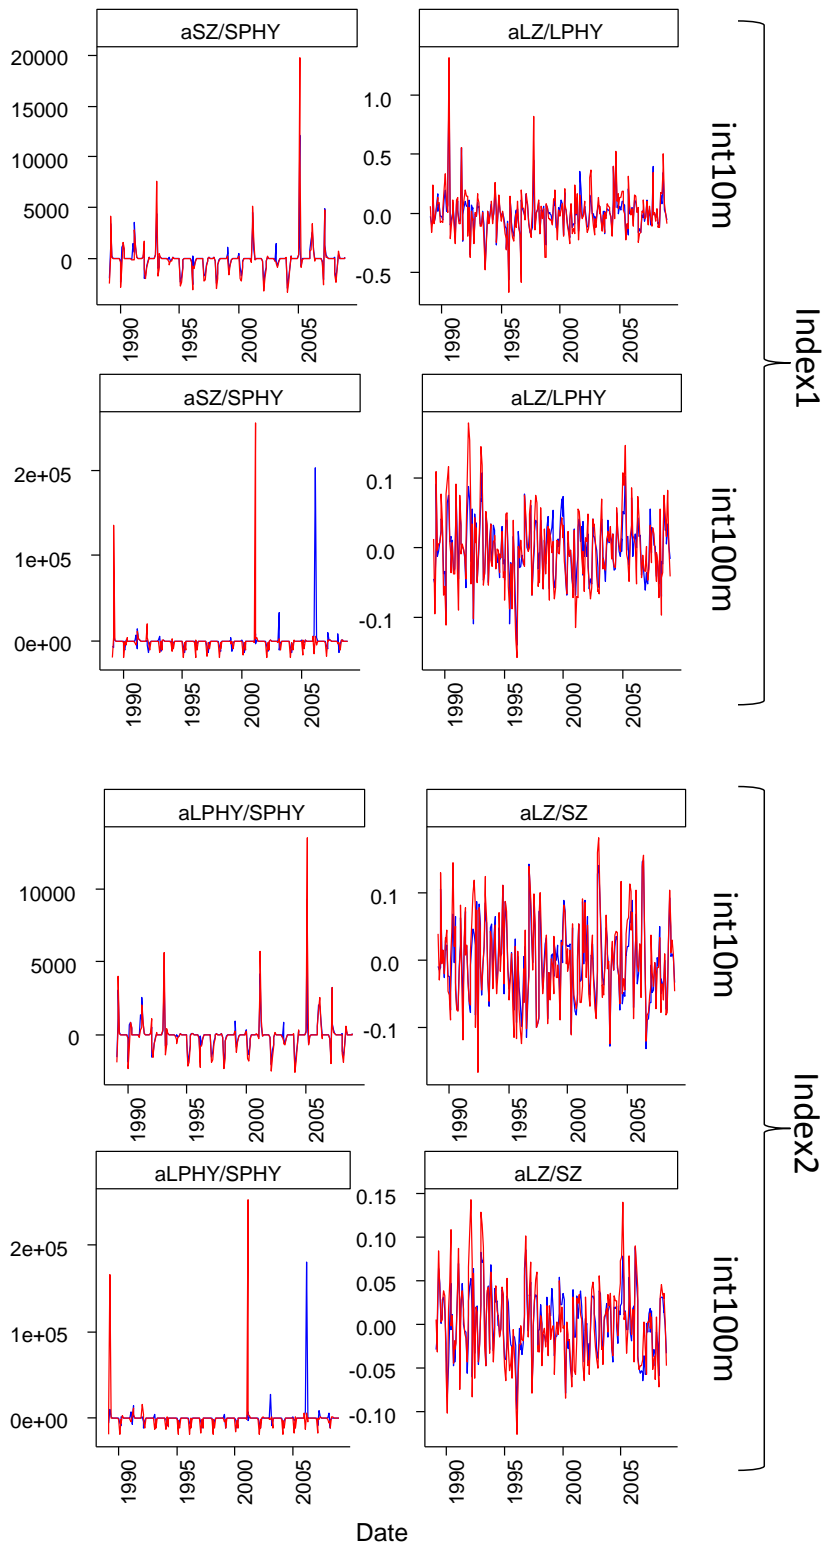 aSZ/SPHY
aLZ/LPHY
20000
15000
10000
5000
0
1.0
0.5
0.0
-0.5
1990
1995
2000
2005
1990
1995
2000
2005
int10m
aSZ/SPHY
aLZ/LPHY
2e+05
1e+05
0e+00
0.1
0.0
-0.1
1990
1995
2000
2005
1990
1995
2000
2005
int100m
Index1
aLPHY/SPHY
aLZ/SZ
10000
5000
0
0.1
0.0
-0.1
1990
1995
2000
2005
1990
1995
2000
2005
int10m
aLPHY/SPHY
aLZ/SZ
2e+05
1e+05
0e+00
0.15
0.10
0.05
0.00
-0.05
-0.10
1990
1995
2000
2005
1990
1995
2000
2005
int100m
Index2
Date